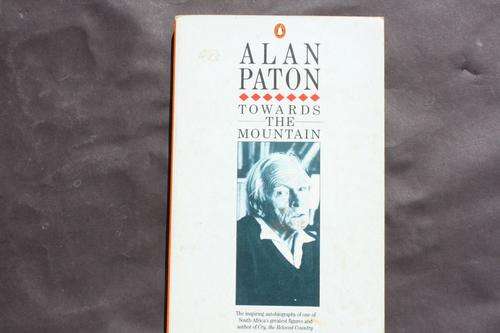 ALAN
PATON
TOWARDS
THE
MOUNTAIN
The inspiring autobiography of one of
South Africa's greatest figures and
author of Cry, the Beloved Country